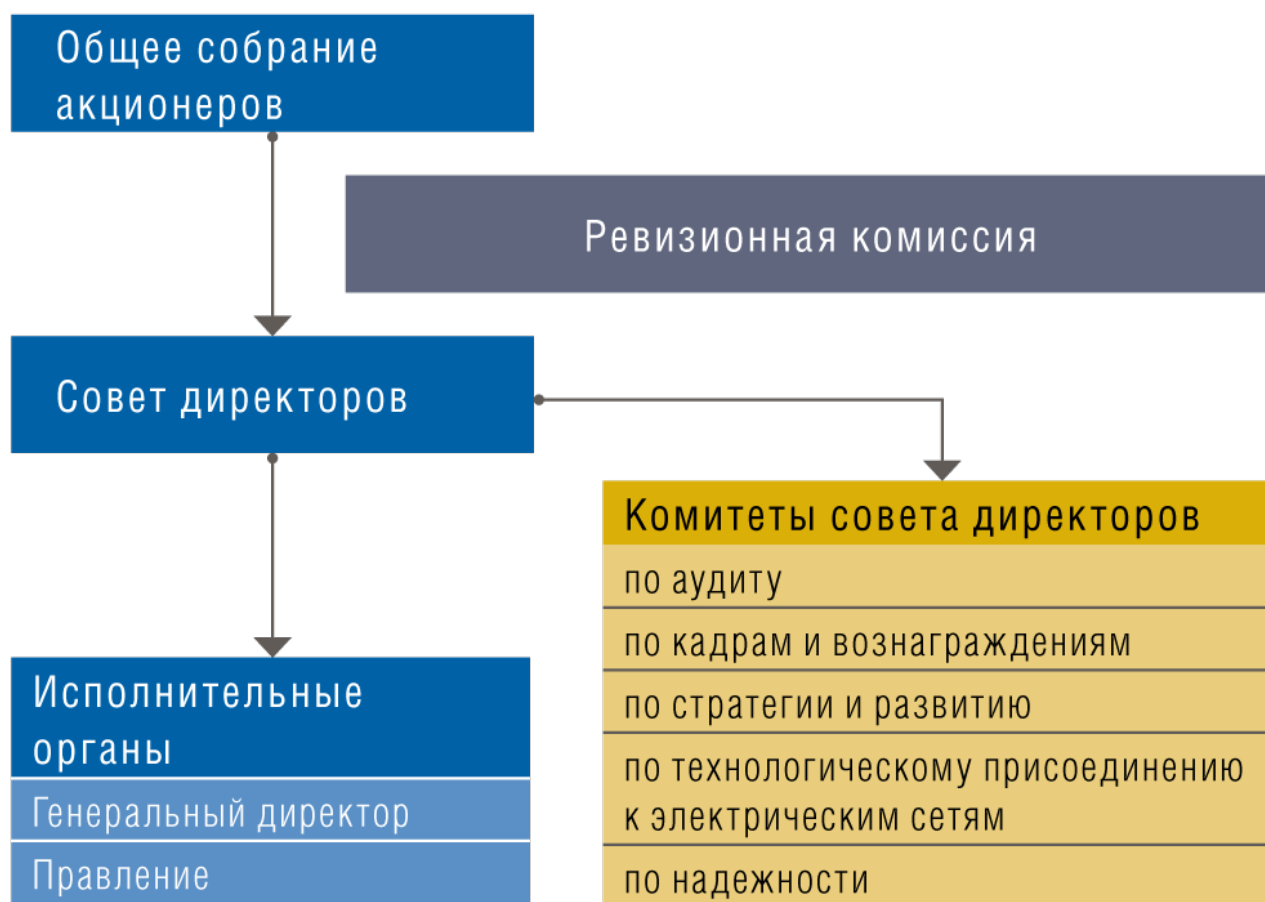 Общее собрание
акционеров
Ревизионная комиссия
Совет директоров
Комитеты совета директоров
по аудиту
по кадрам и вознаграждениям
по стратегии и развитию
по технологическому присоединению
к электрическим сетям
по надежности
Исполнительные
органы
Генеральный директор
Правление